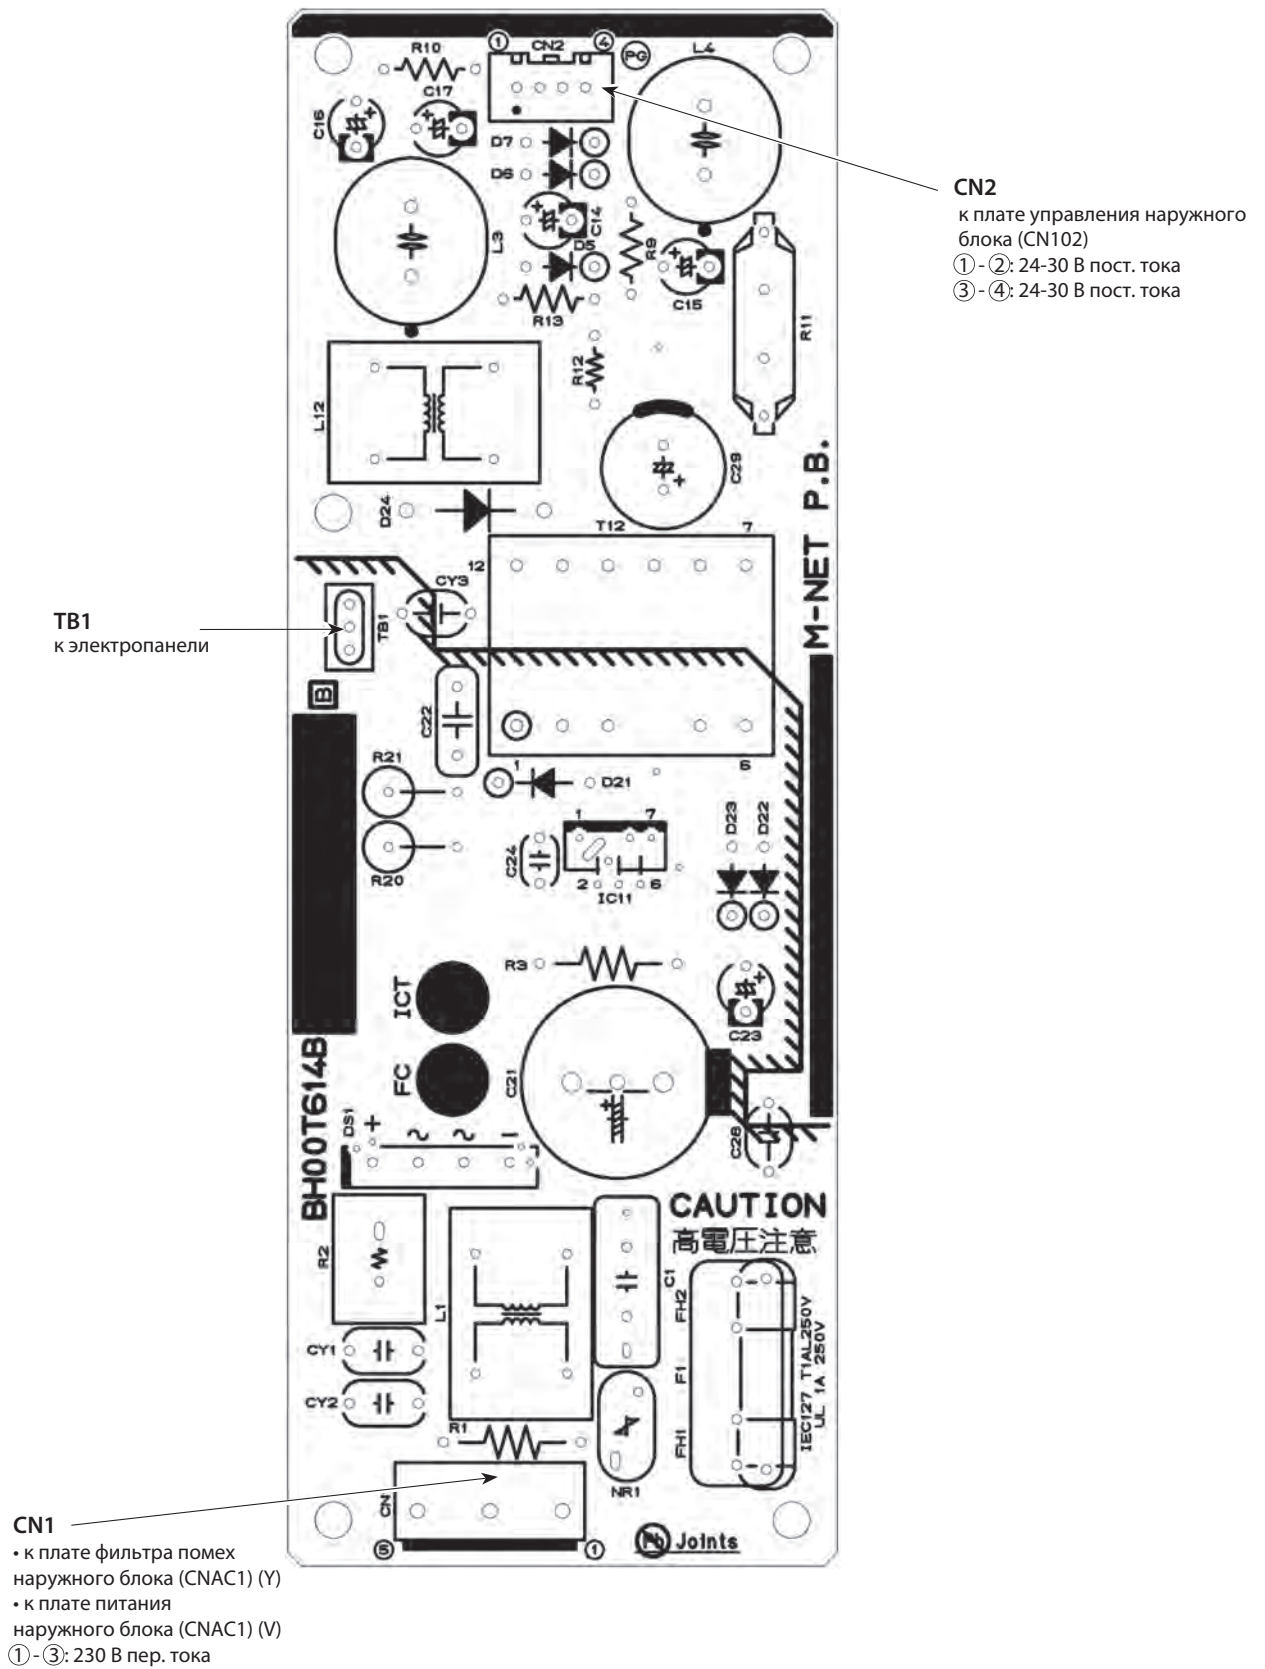 ① CN2 ④ PG
R10
L4
C17
C16
D7
D6
CN2
к плате управления наружного
блока (CN102)
①-②: 24-30 В пост. тока
③-④: 24-30 В пост. тока
C14
L3
R9
D5
C15
R13
R11
R12
L12
C29
M-NET P.B.
D24
T12 7
12
CY3
TB1
к электропанели
TB1
B
C22
R21
1 6
D21
D23 D22
1 7
C24
R20
2 6
IC11
R3
ICT
C23
FC
C21
BH00T614B
DS1
+ ~ ~ -
C28
CAUTION
高電圧注意
R2
C1
L1
FH2
CY1
F1
IEC127 T1AL250V
UL 1A 250V
CY2
R1
FH1
NR1
CN
⑤ ①
Pb Joints
CN1
• к плате фильтра помех
наружного блока (CNAC1) (Y)
• к плате питания
наружного блока (CNAC1) (V)
①-③: 230 В пер. тока